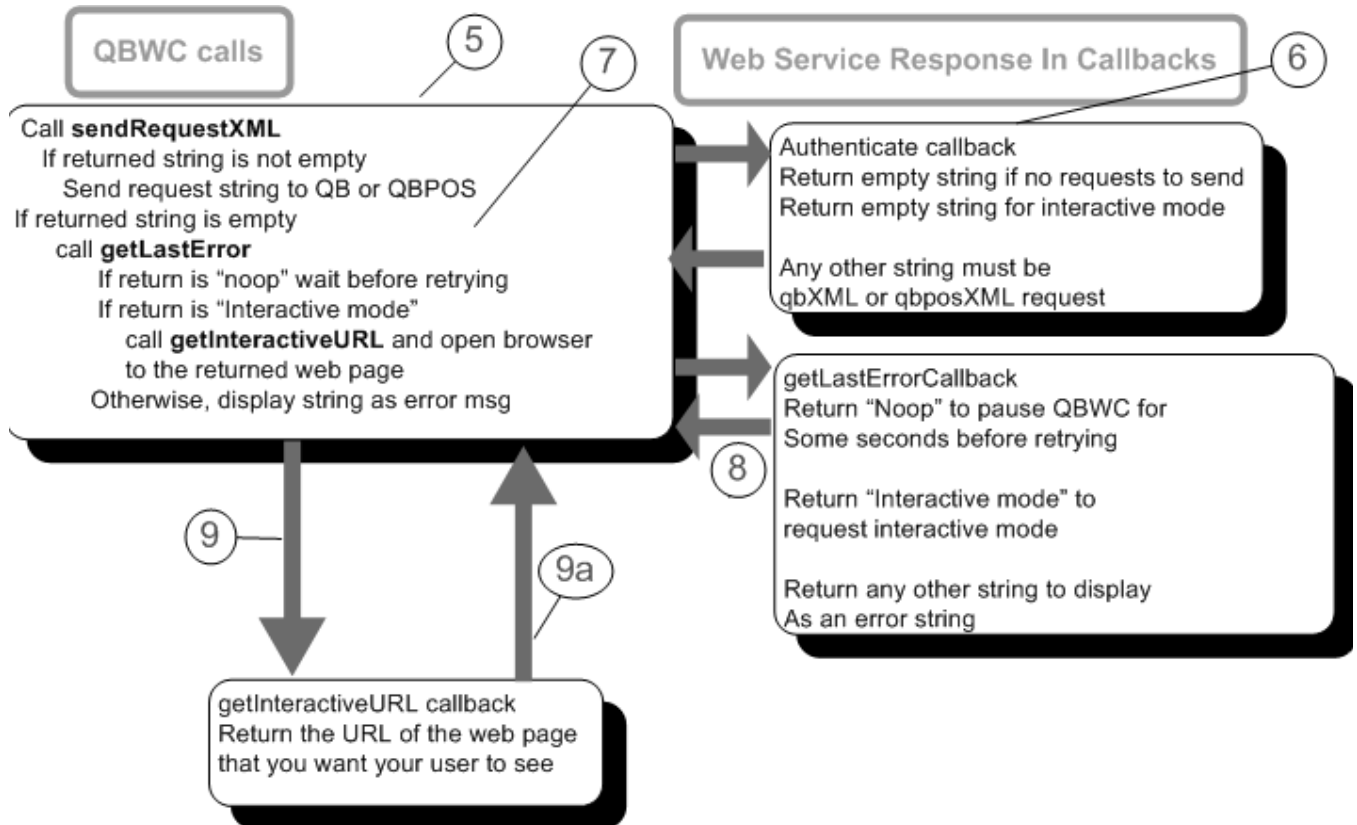 QBWC calls
5
7
Web Service Response In Callbacks
6
Call sendRequestXML
If returned string is not empty
Send request string to QB or QBPOS
If returned string is empty
call getLastError
If return is “noop” wait before retrying
If return is “Interactive mode”
call getInteractiveURL and open browser
to the returned web page
Otherwise, display string as error msg
Authenticate callback
Return empty string if no requests to send
Return empty string for interactive mode
Any other string must be
qbXML or qbposXML request
getLastErrorCallback
Return “Noop” to pause QBWC for
Some seconds before retrying
Return “Interactive mode” to
request interactive mode
Return any other string to display
As an error string
8
9
9a
getInteractiveURL callback
Return the URL of the web page
that you want your user to see